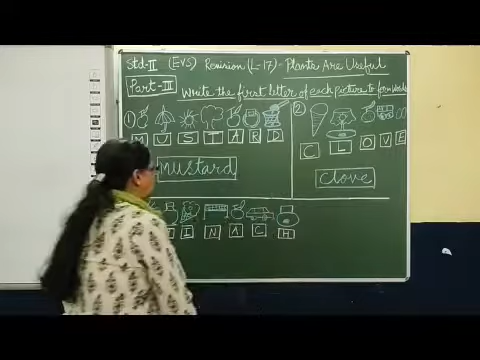 Std-II (EVS) Revision (L-17)- Plants Are Useful
Part-III Write the first letter of each picture to form words
① M U S T A R D
mustard
② C L O V E
clove
I N A C H